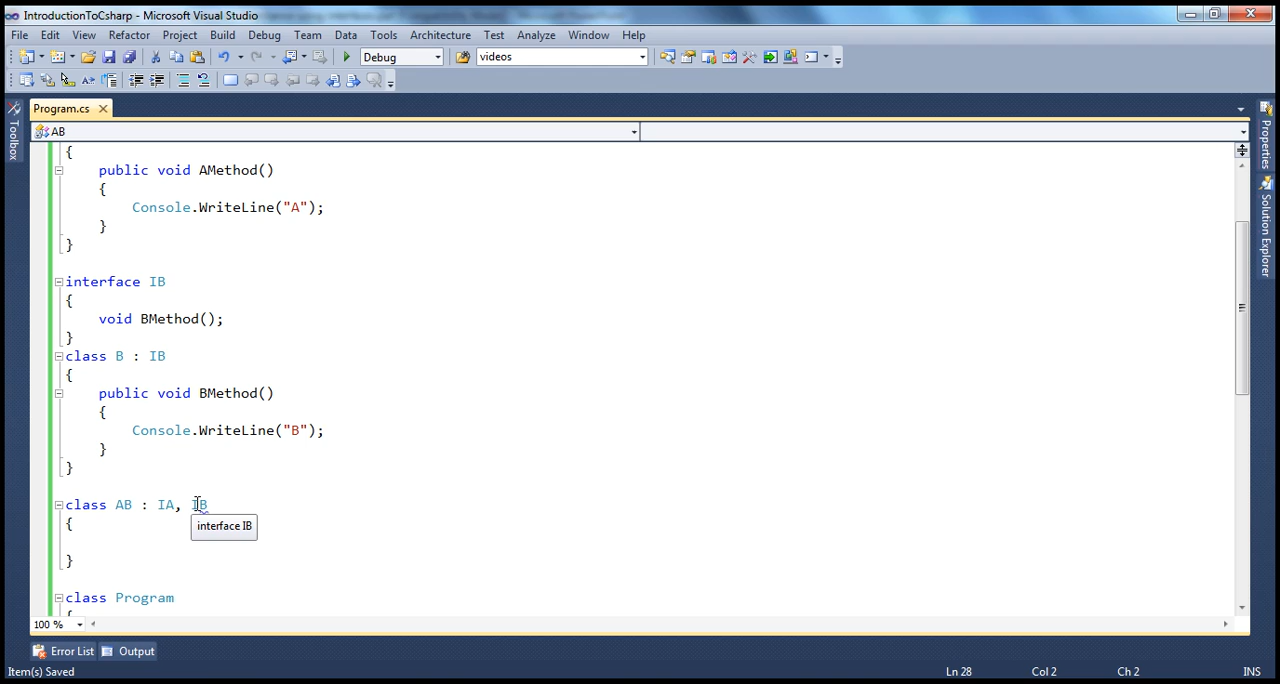 IntroductionToCsharp - Microsoft Visual Studio
File Edit View Refactor Project Build Debug Team Data Tools Architecture Test Analyze Window Help
Debug videos
Program.cs
AB
Toolbox
Properties
Solution Explorer
{
public void AMethod()
{
Console.WriteLine("A");
}
}
interface IB
{
void BMethod();
}
class B : IB
{
public void BMethod()
{
Console.WriteLine("B");
}
}
class AB : IA, IB
{
interface IB
}
class Program
{
100 %
Error List Output
Item(s) Saved Ln 28 Col 2 Ch 2 INS